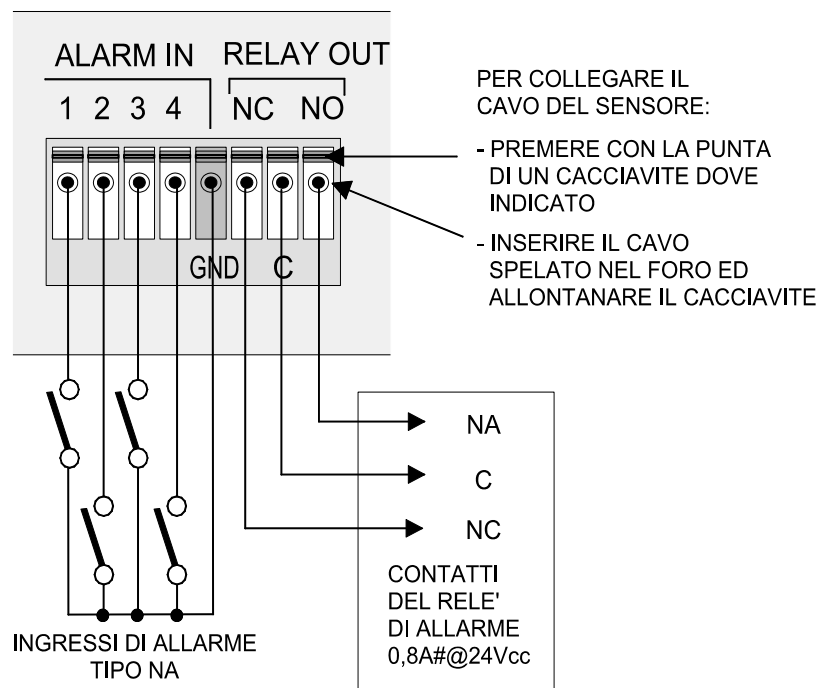 ALARM IN
RELAY OUT
1 2 3 4
NC NO
GND C
PER COLLEGARE IL
CAVO DEL SENSORE:
- PREMERE CON LA PUNTA
DI UN CACCIAVITE DOVE
INDICATO
- INSERIRE IL CAVO
SPELATO NEL FORO ED
ALLONTANARE IL CACCIAVITE
NA
C
NC
CONTATTI
DEL RELE'
DI ALLARME
0,8A#@24Vcc
INGRESSI DI ALLARME
TIPO NA